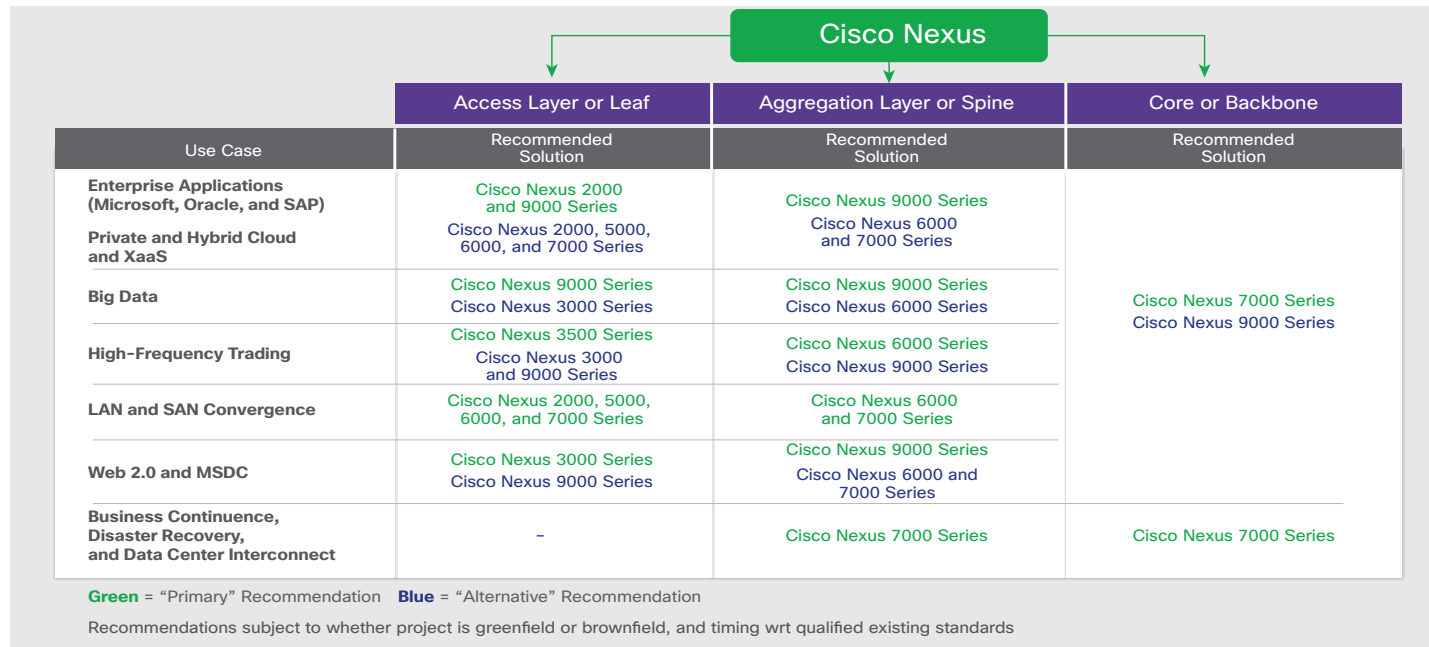 Cisco Nexus
Access Layer or Leaf
Aggregation Layer or Spine
Core or Backbone
Use Case
Recommended
Solution
Recommended
Solution
Recommended
Solution
Enterprise Applications
(Microsoft, Oracle, and SAP)
Private and Hybrid Cloud
and XaaS
Cisco Nexus 2000
and 9000 Series
Cisco Nexus 2000, 5000,
6000, and 7000 Series
Cisco Nexus 9000 Series
Cisco Nexus 6000
and 7000 Series
Big Data
Cisco Nexus 9000 Series
Cisco Nexus 3000 Series
Cisco Nexus 9000 Series
Cisco Nexus 6000 Series
Cisco Nexus 7000 Series
Cisco Nexus 9000 Series
High-Frequency Trading
Cisco Nexus 3500 Series
Cisco Nexus 3000
and 9000 Series
Cisco Nexus 6000 Series
Cisco Nexus 9000 Series
LAN and SAN Convergence
Cisco Nexus 2000, 5000,
6000, and 7000 Series
Cisco Nexus 6000
and 7000 Series
Web 2.0 and MSDC
Cisco Nexus 3000 Series
Cisco Nexus 9000 Series
Cisco Nexus 9000 Series
Cisco Nexus 6000 and
7000 Series
Business Continuence,
Disaster Recovery,
and Data Center Interconnect
–
Cisco Nexus 7000 Series
Cisco Nexus 7000 Series
Green = “Primary” Recommendation Blue = “Alternative” Recommendation
Recommendations subject to whether project is greenfield or brownfield, and timing wrt qualified existing standards